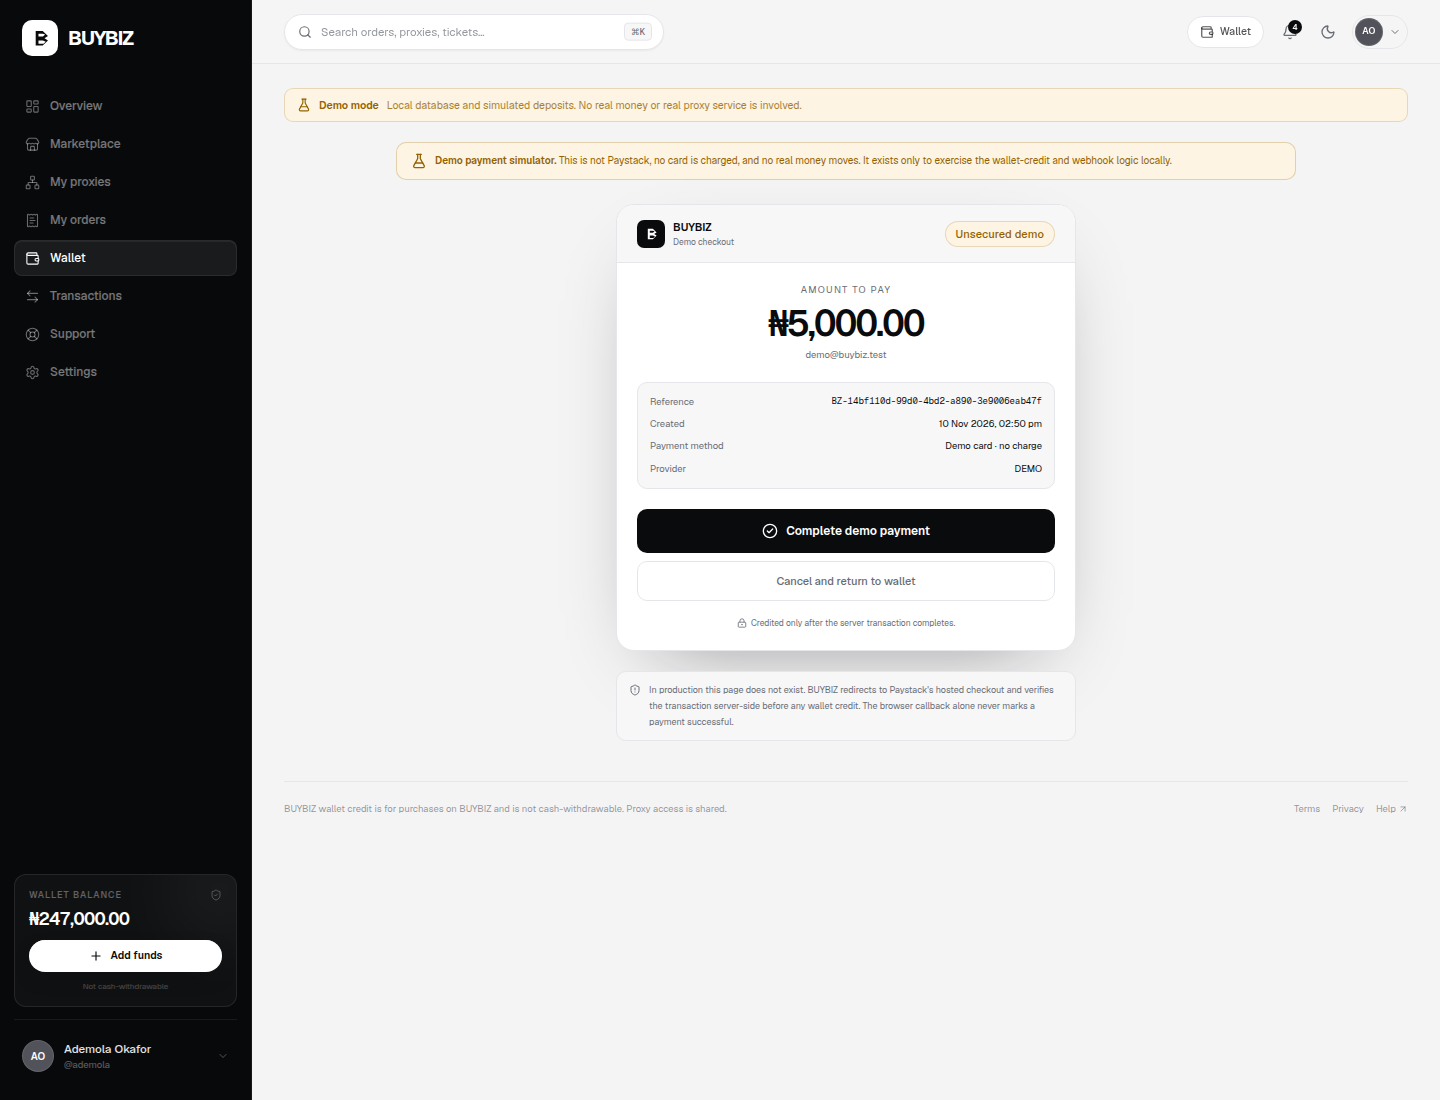 BUYBIZ
Search orders, proxies, tickets...
⌘K
Wallet
4
AO
Overview
Marketplace
My proxies
My orders
Wallet
Transactions
Support
Settings
Demo mode Local database and simulated deposits. No real money or real proxy service is involved.
Demo payment simulator. This is not Paystack, no card is charged, and no real money moves. It exists only to exercise the wallet-credit and webhook logic locally.
BUYBIZ
Demo checkout
Unsecured demo
AMOUNT TO PAY
₦5,000.00
demo@buybiz.test
Reference BZ-14bf110d-99d0-4bd2-a890-3e9006eab47f
Created 10 Nov 2026, 02:50 pm
Payment method Demo card · no charge
Provider DEMO
Complete demo payment
Cancel and return to wallet
Credited only after the server transaction completes.
In production this page does not exist. BUYBIZ redirects to Paystack's hosted checkout and verifies
the transaction server-side before any wallet credit. The browser callback alone never marks a
payment successful.
BUYBIZ wallet credit is for purchases on BUYBIZ and is not cash-withdrawable. Proxy access is shared.
Terms Privacy Help
WALLET BALANCE
₦247,000.00
Add funds
Not cash-withdrawable
AO
Ademola Okafor
@ademola